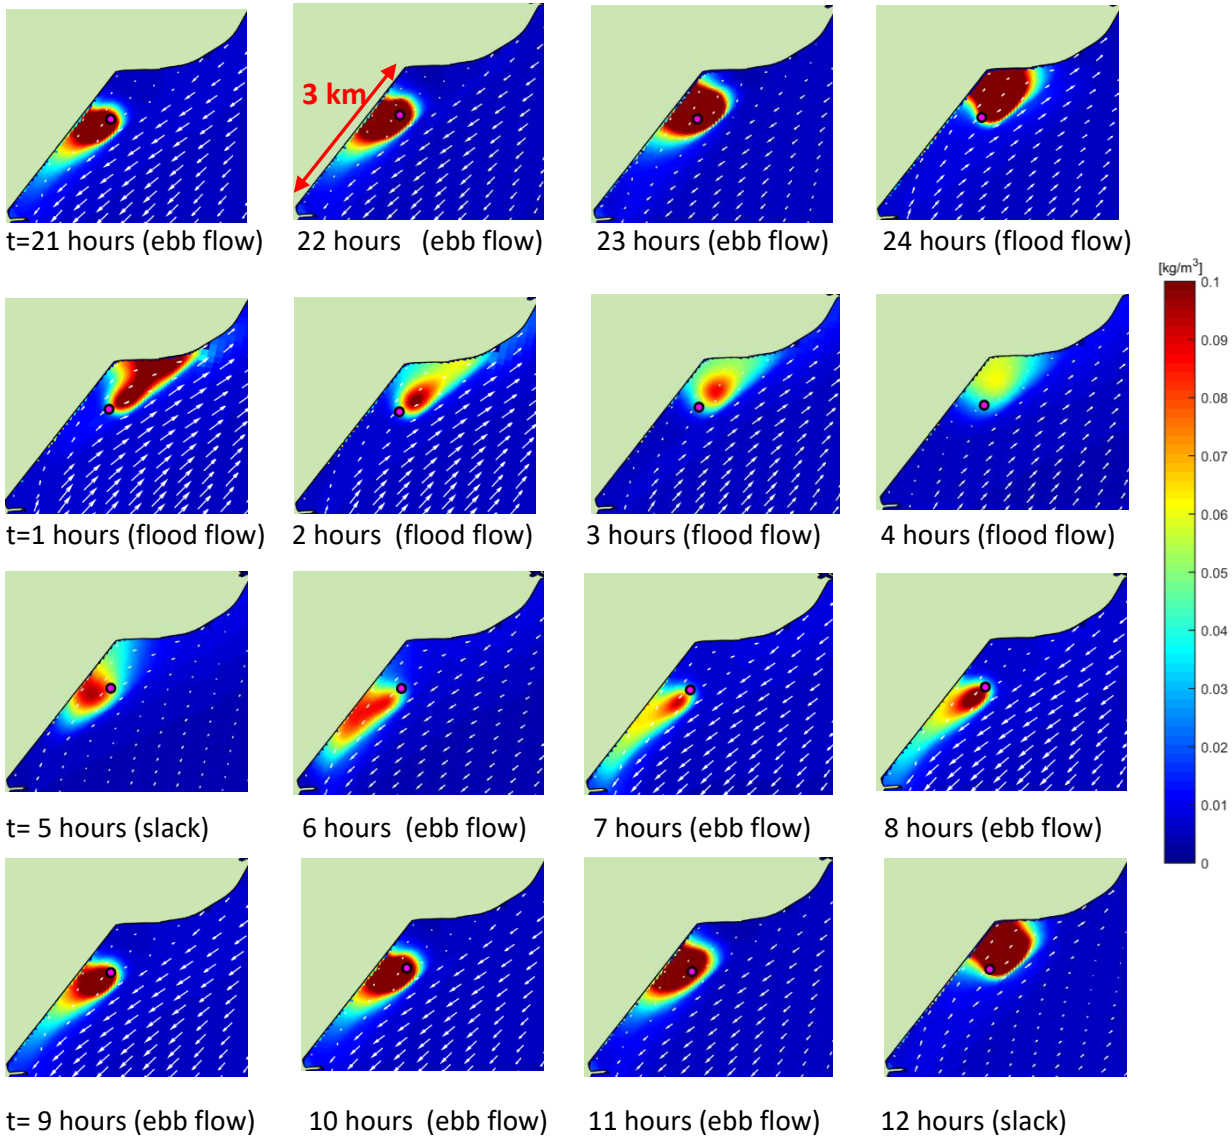 3 km
t=21 hours (ebb flow)
22 hours (ebb flow)
23 hours (ebb flow)
24 hours (flood flow)
[kg/m³]
0.1
0.09
0.08
0.07
0.06
0.05
0.04
0.03
0.02
0.01
0
t=1 hours (flood flow)
2 hours (flood flow)
3 hours (flood flow)
4 hours (flood flow)
t= 5 hours (slack)
6 hours (ebb flow)
7 hours (ebb flow)
8 hours (ebb flow)
t= 9 hours (ebb flow)
10 hours (ebb flow)
11 hours (ebb flow)
12 hours (slack)